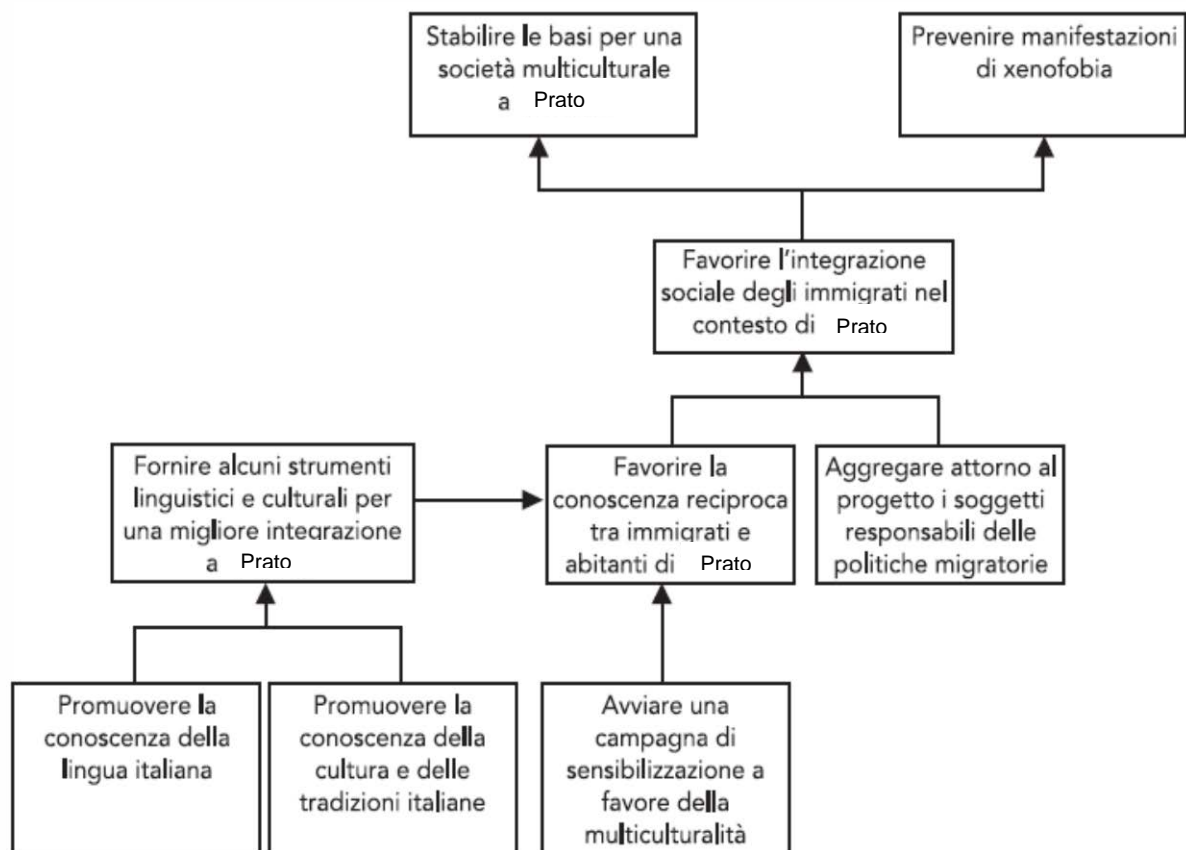 Stabilire le basi per una
società multiculturale
a Prato
Prevenire manifestazioni
di xenofobia
Favorire l'integrazione
sociale degli immigrati nel
contesto di Prato
Fornire alcuni strumenti
linguistici e culturali per
una migliore integrazione
a Prato
Favorire la
conoscenza reciproca
tra immigrati e
abitanti di Prato
Aggregare attorno al
progetto i soggetti
responsabili delle
politiche migratorie
Promuovere la
conoscenza della
lingua italiana
Promuovere la
conoscenza della
cultura e delle
tradizioni italiane
Avviare una
campagna di
sensibilizzazione a
favore della
multiculturalità